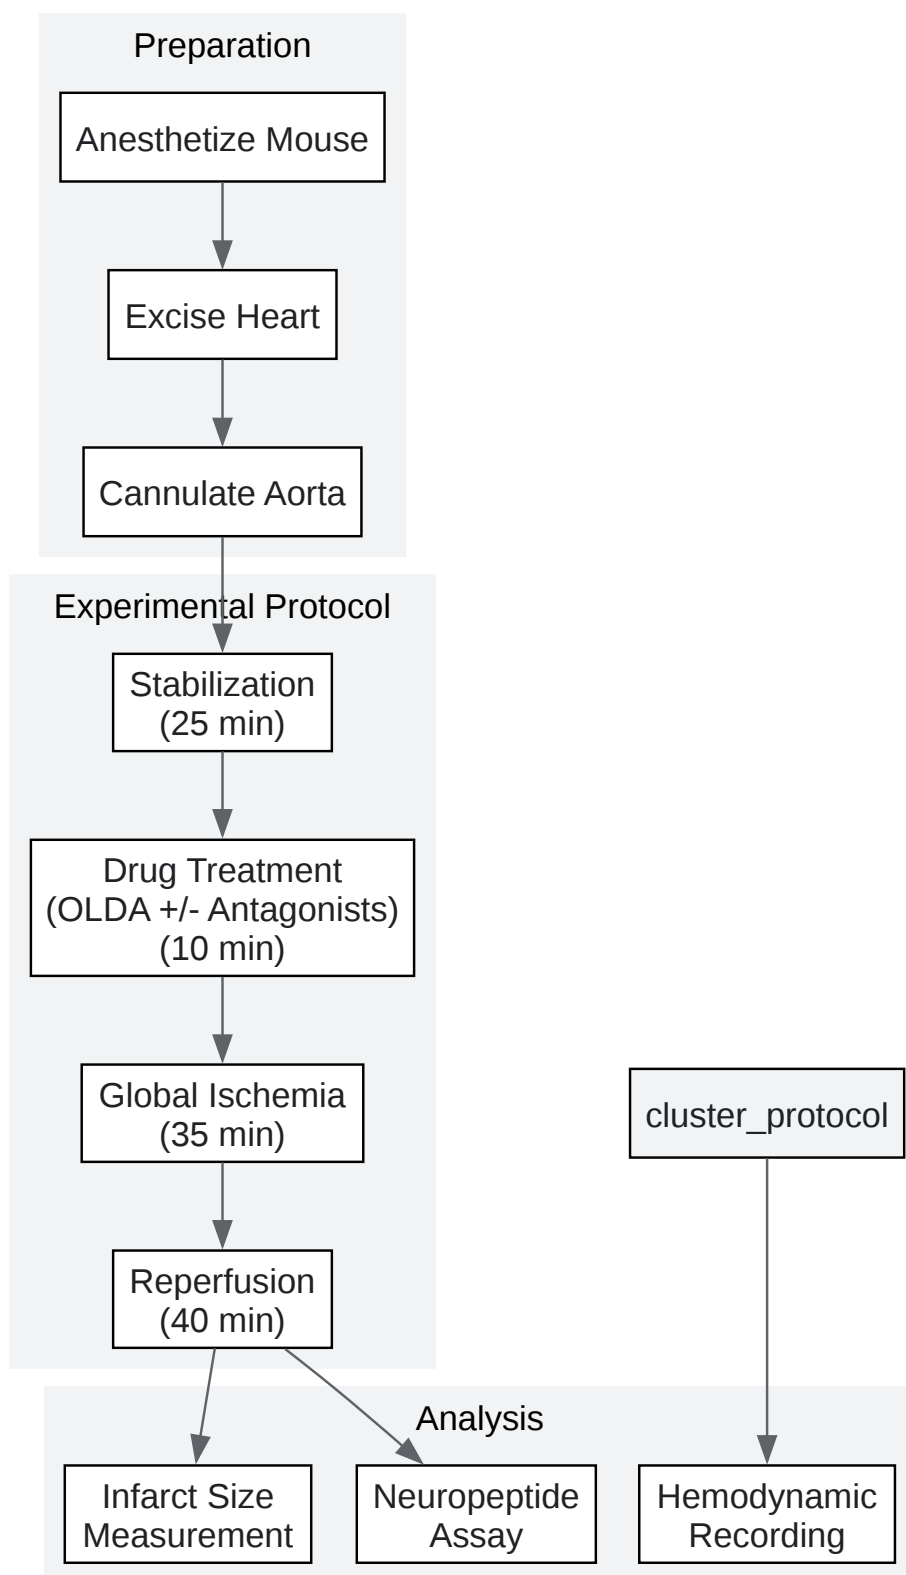 Preparation
Anesthetize Mouse
Excise Heart
Cannulate Aorta
Experimental Protocol
Stabilization
(25 min)
Drug Treatment
(OLDA +/- Antagonists)
(10 min)
Global Ischemia
(35 min)
cluster_protocol
Reperfusion
(40 min)
Analysis
Infarct Size
Measurement
Neuropeptide
Assay
Hemodynamic
Recording